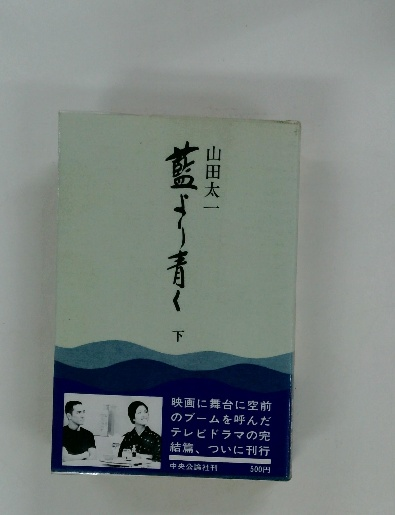 山田太一
藍より青く
下
映画に舞台に空前
のブームを呼んだ
テレビドラマの完
結篇、ついに刊行
中央公論社刊
500円